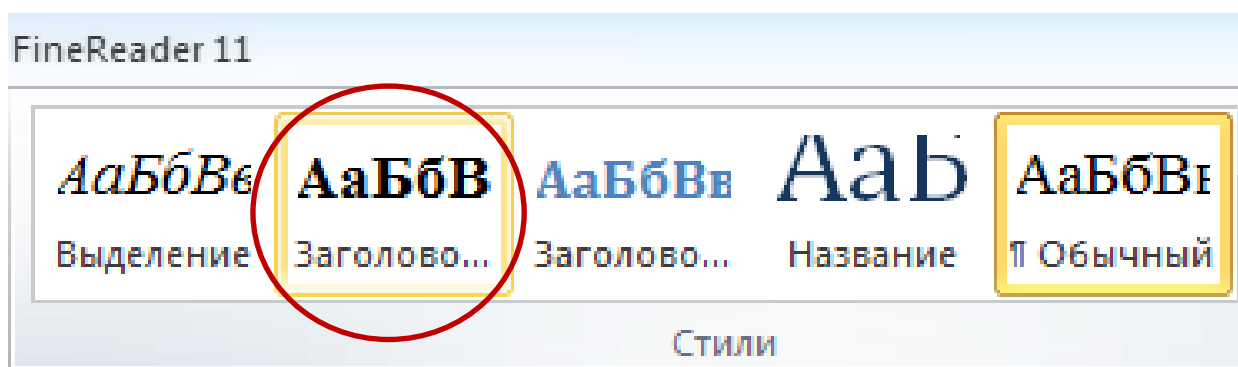 FineReader 11
АаБбВв АаБбВ АаБбВв АаБ АаБбВв
Выделение Заголово... Заголово... Название ¶ Обычный
Стили